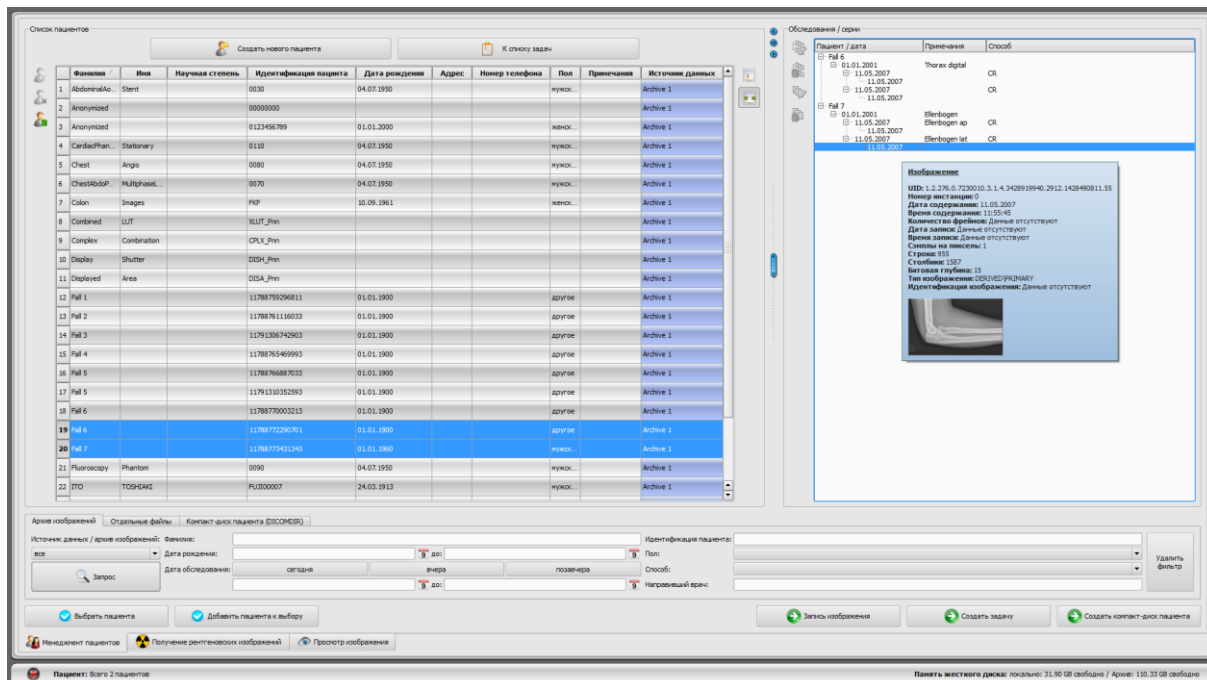 Список пациентов
Создать нового пациента
К списку задач
Фамилия Имя Научная степень Идентификация пациента Дата рождения Адрес Номер телефона Пол Примечания Источник данных
1 AbdominalAo... Stent 0030 04.07.1950 мужск... Archive 1
2 Anonymized 00000000 Archive 1
3 Anonymized 0123456789 01.01.2000 женск... Archive 1
4 CardiacPhan... Stationary 0110 04.07.1950 мужск... Archive 1
5 Chest Angio 0080 04.07.1950 мужск... Archive 1
6 ChestAbdoP... MultiphaseL... 0070 04.07.1950 мужск... Archive 1
7 Colon Images FKF 10.09.1961 женск... Archive 1
8 Combined LUT XLUT_Pnn Archive 1
9 Complex Combination CPLX_Pnn Archive 1
10 Display Shutter DISH_Pnn Archive 1
11 Displayed Area DISA_Pnn Archive 1
12 Fall 1 11788759296811 01.01.1900 другое Archive 1
13 Fall 2 11788761116033 01.01.1900 другое Archive 1
14 Fall 3 11791306742903 01.01.1900 другое Archive 1
15 Fall 4 11788765469993 01.01.1900 другое Archive 1
16 Fall 5 11788766887033 01.01.1900 другое Archive 1
17 Fall 5 11791310352593 01.01.1900 другое Archive 1
18 Fall 6 11788770003213 01.01.1900 другое Archive 1
19 Fall 6 11788772290701 01.01.1900 другое Archive 1
20 Fall 7 11788773431343 01.01.1960 мужск... Archive 1
21 Fluoroscopy Phantom 0090 04.07.1950 мужск... Archive 1
22 ITO TOSHIAKI FUJI00007 24.03.1913 мужск... Archive 1
Обследования / серии
Пациент / дата Примечания Способ
Fall 6
01.01.2001 Thorax digital
11.05.2007 CR
11.05.2007
11.05.2007 CR
11.05.2007
Fall 7
01.01.2001 Ellenbogen
11.05.2007 Ellenbogen ap CR
11.05.2007
11.05.2007 Ellenbogen lat CR
11.05.2007
Изображение
UID: 1.2.276.0.7230010.3.1.4.3428919940.2912.1428490811.55
Номер инстанции: 0
Дата содержания: 11.05.2007
Время содержания: 11:55:45
Количество фреймов: Данные отсутствуют
Дата записи: Данные отсутствуют
Время записи: Данные отсутствуют
Сэмплы на пиксель: 1
Строки: 955
Столбики: 1587
Битовая глубина: 15
Тип изображения: DERIVED\PRIMARY
Идентификация изображения: Данные отсутствуют
Архив изображений Отдельные файлы Компакт-диск пациента (DICOMDIR)
Источник данных / архив изображений: Фамилия: Идентификация пациента:
все Дата рождения: 9 до: 9 Пол:
Запрос Дата обследования: сегодня вчера позавчера Способ:
9 до: 9 Направивший врач:
Удалить фильтр
Выбрать пациента Добавить пациента к выбору Запись изображения Создать задачу Создать компакт-диск пациента
Менеджмент пациентов Получение рентгеновских изображений Просмотр изображения
Пациент: Всего 2 пациентов Память жесткого диска: локально: 31.90 GB свободно / Архив: 110.33 GB свободно